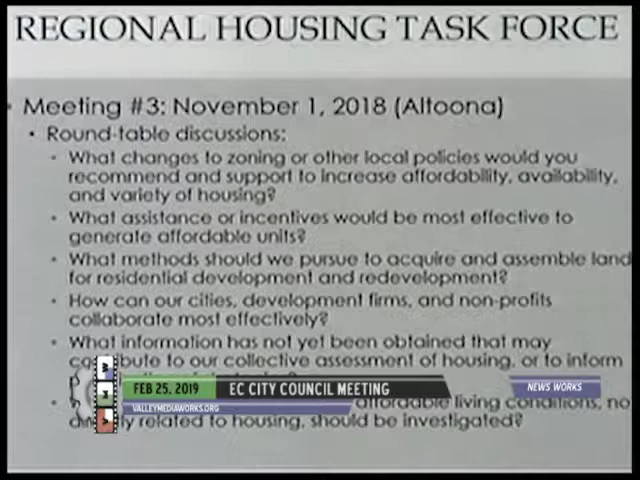 REGIONAL HOUSING TASK FORCE
Meeting #3: November 1, 2018 (Altoona)
Round-table discussions:
What changes to zoning or other local policies would you
recommend and support to increase affordability, availability,
and variety of housing?
What assistance or incentives would be most effective to
generate affordable units?
What methods should we pursue to acquire and assemble land
for residential development and redevelopment?
How can our cities, development firms, and non-profits
collaborate most effectively?
What information has not yet been obtained that may
to our collective assessment of housing, or to inform
FEB 25, 2019 EC CITY COUNCIL MEETING NEWS WORKS
VALLEYMEDIAWORKS.ORG
affordable living conditions, no
related to housing, should be investigated?